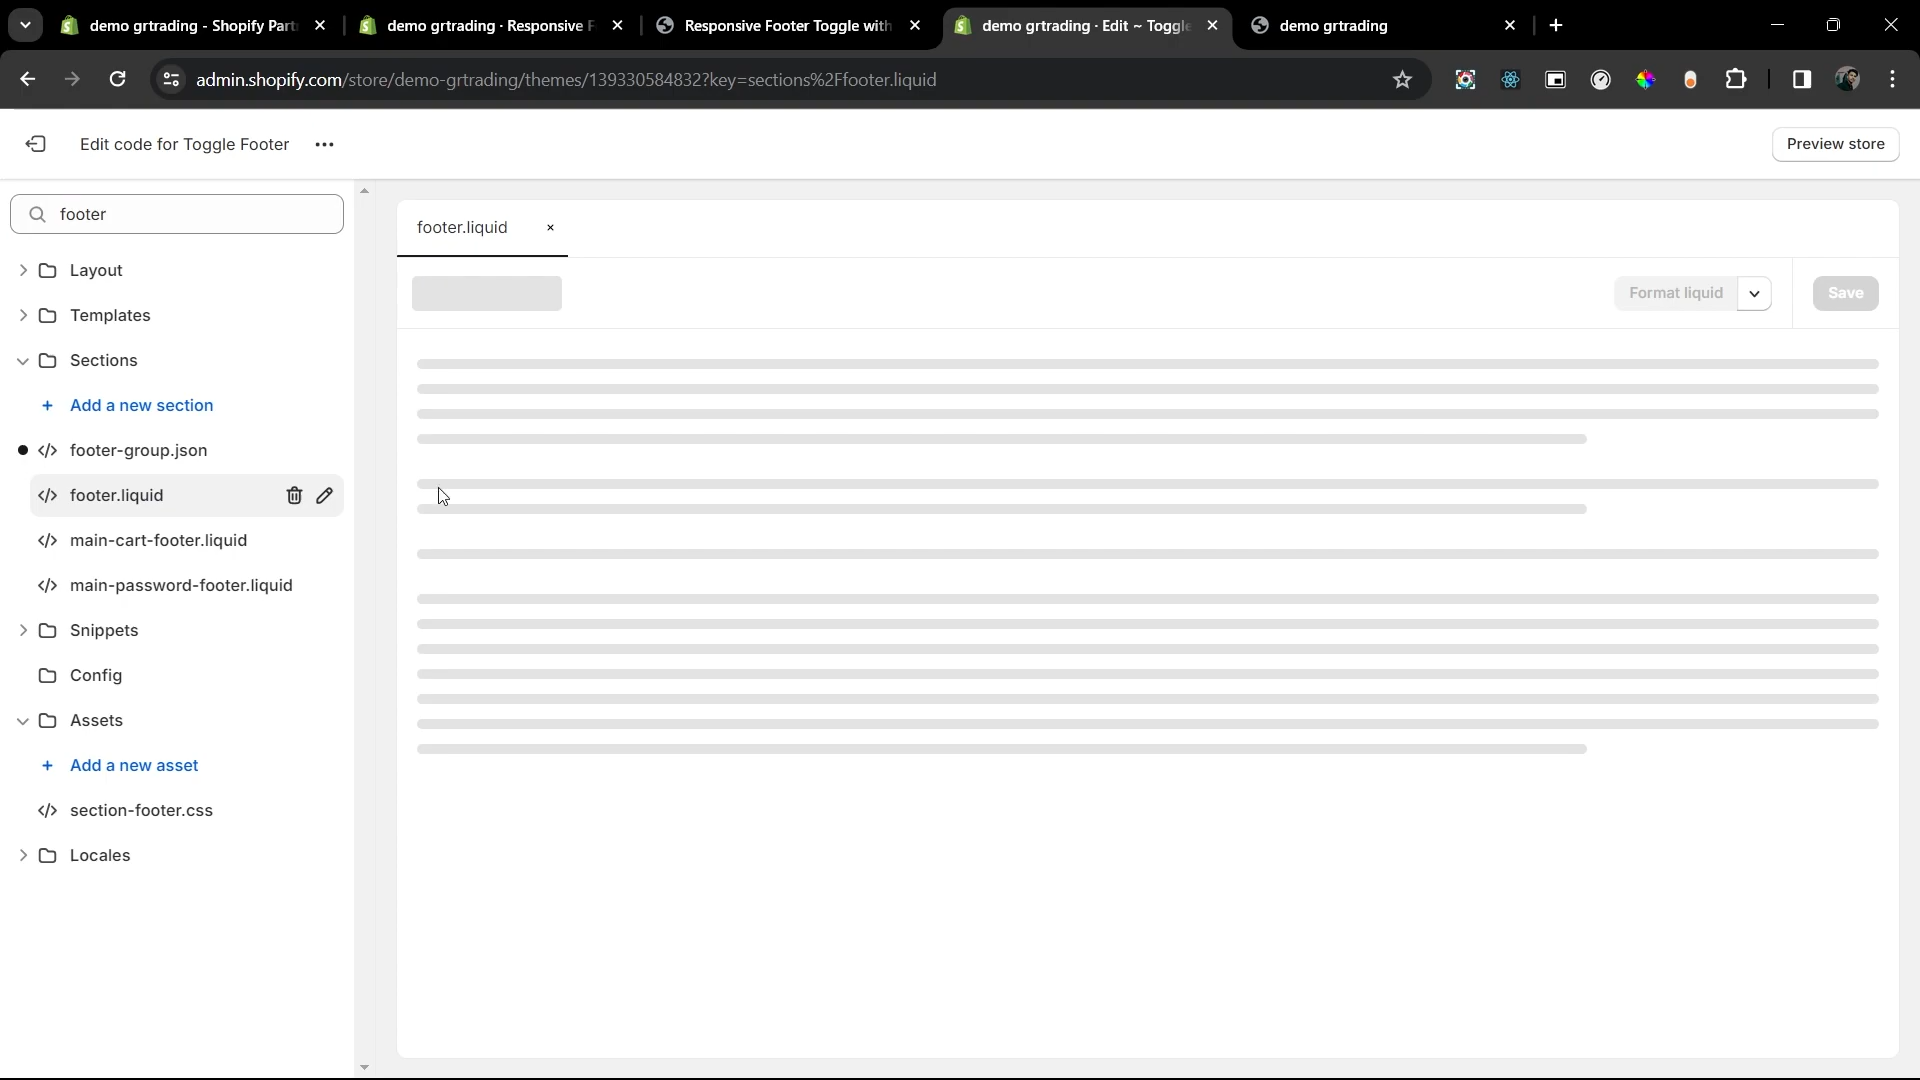 demo grtrading - Shopify Part
demo grtrading · Responsive F
Responsive Footer Toggle with
demo grtrading · Edit ~ Toggle
demo grtrading
admin.shopify.com/store/demo-grtrading/themes/139330584832?key=sections%2Ffooter.liquid
Edit code for Toggle Footer
Preview store
footer
footer.liquid
Layout
Templates
Format liquid
Save
Sections
Add a new section
footer-group.json
footer.liquid
main-cart-footer.liquid
main-password-footer.liquid
Snippets
Config
Assets
Add a new asset
section-footer.css
Locales